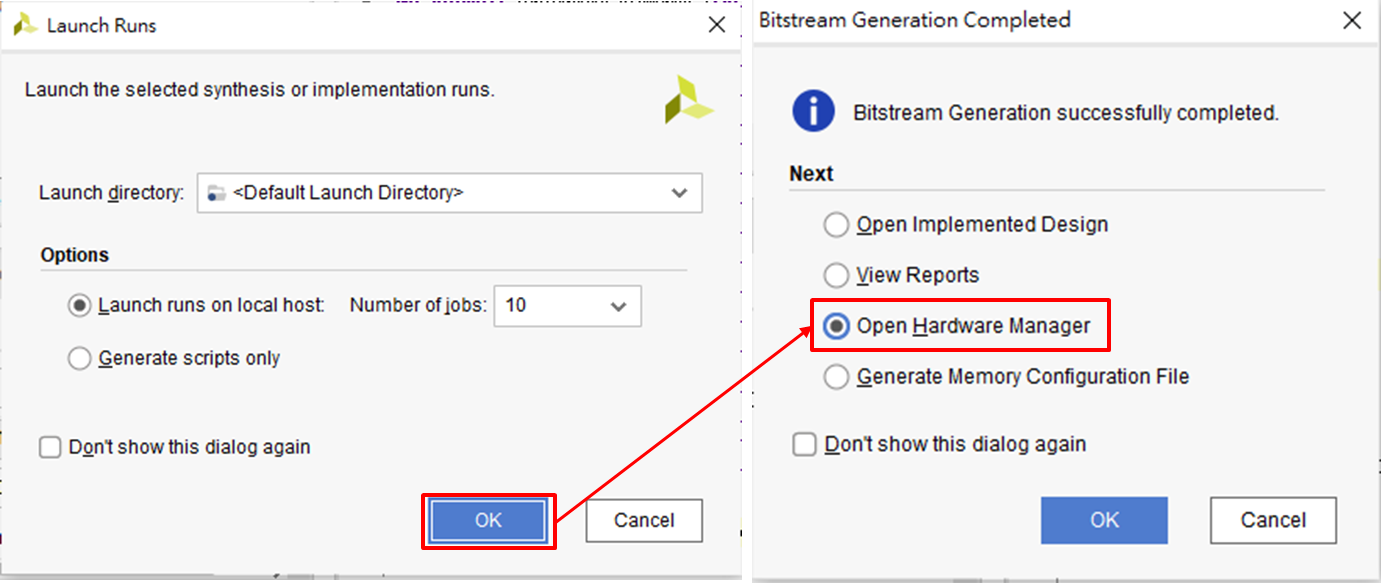 Launch Runs
Launch the selected synthesis or implementation runs.
Launch directory: <Default Launch Directory>
Options
Launch runs on local host: Number of jobs: 10
Generate scripts only
Don't show this dialog again
OK Cancel
Bitstream Generation Completed
Bitstream Generation successfully completed.
Next
Open Implemented Design
View Reports
Open Hardware Manager
Generate Memory Configuration File
Don't show this dialog again
OK Cancel